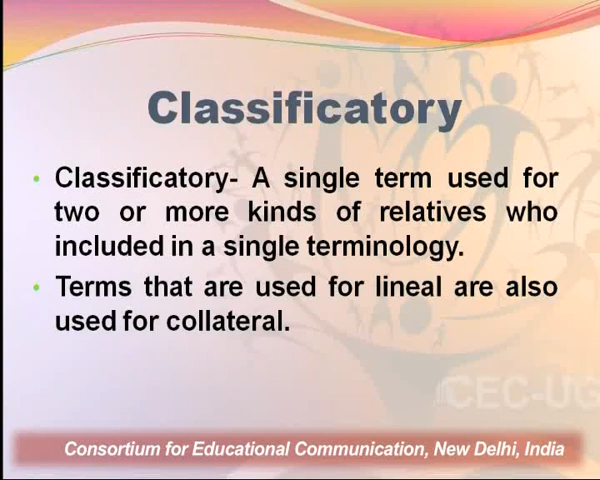 Classificatory
• Classificatory- A single term used for
two or more kinds of relatives who
included in a single terminology.
• Terms that are used for lineal are also
used for collateral.
CEC-UG
Consortium for Educational Communication, New Delhi, India